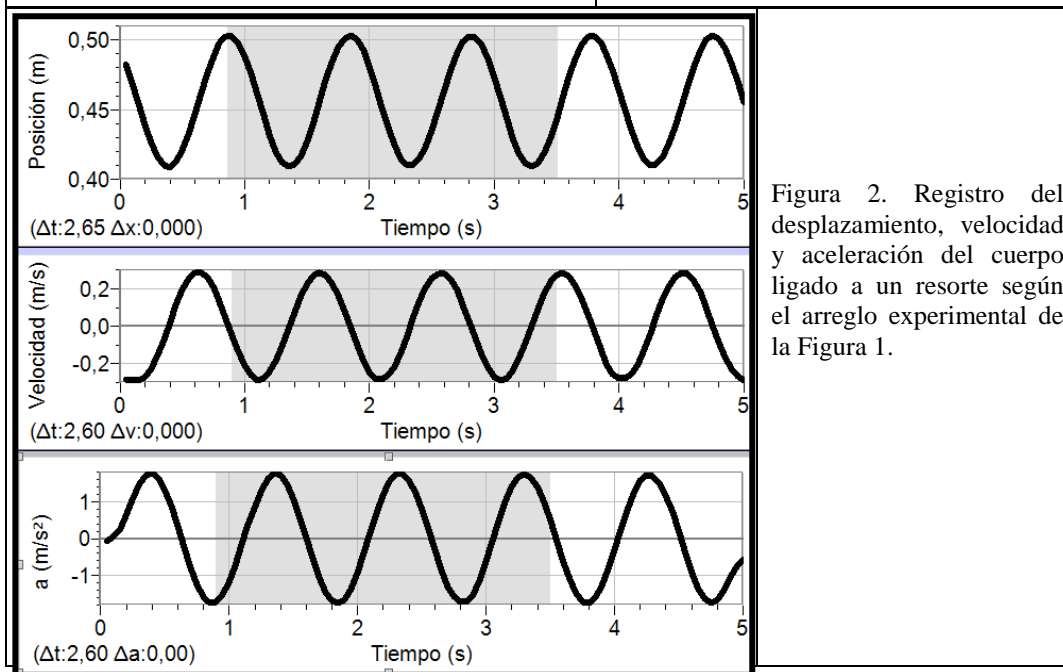 0,50
0,45
0,40
Posición (m)
0 1 2 3 4 5
(Δt:2,65 Δx:0,000) Tiempo (s)
0,2
0,0
-0,2
Velocidad (m/s)
0 1 2 3 4 5
(Δt:2,60 Δv:0,000) Tiempo (s)
1
0
-1
a (m/s²)
0 1 2 3 4 5
(Δt:2,60 Δa:0,00) Tiempo (s)
Figura 2. Registro del
desplazamiento, velocidad
y aceleración del cuerpo
ligado a un resorte según
el arreglo experimental de
la Figura 1.